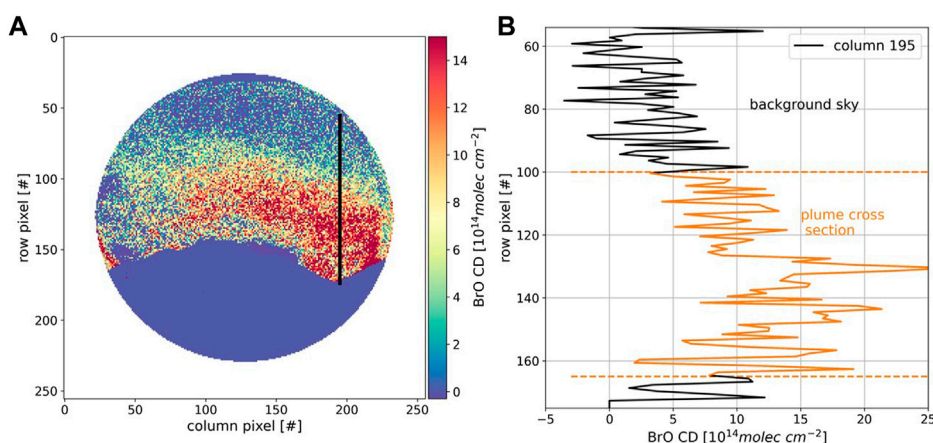 A
0
50
100
150
200
250
row pixel [#]
0 50 100 150 200 250
column pixel [#]
14
12
10
8
6
4
2
0
BrO CD [10^14 molec cm^−2]
B
60
80
100
120
140
160
row pixel [#]
column 195
background sky
plume cross
section
−5 0 5 10 15 20 25
BrO CD [10^14 molec cm^−2]